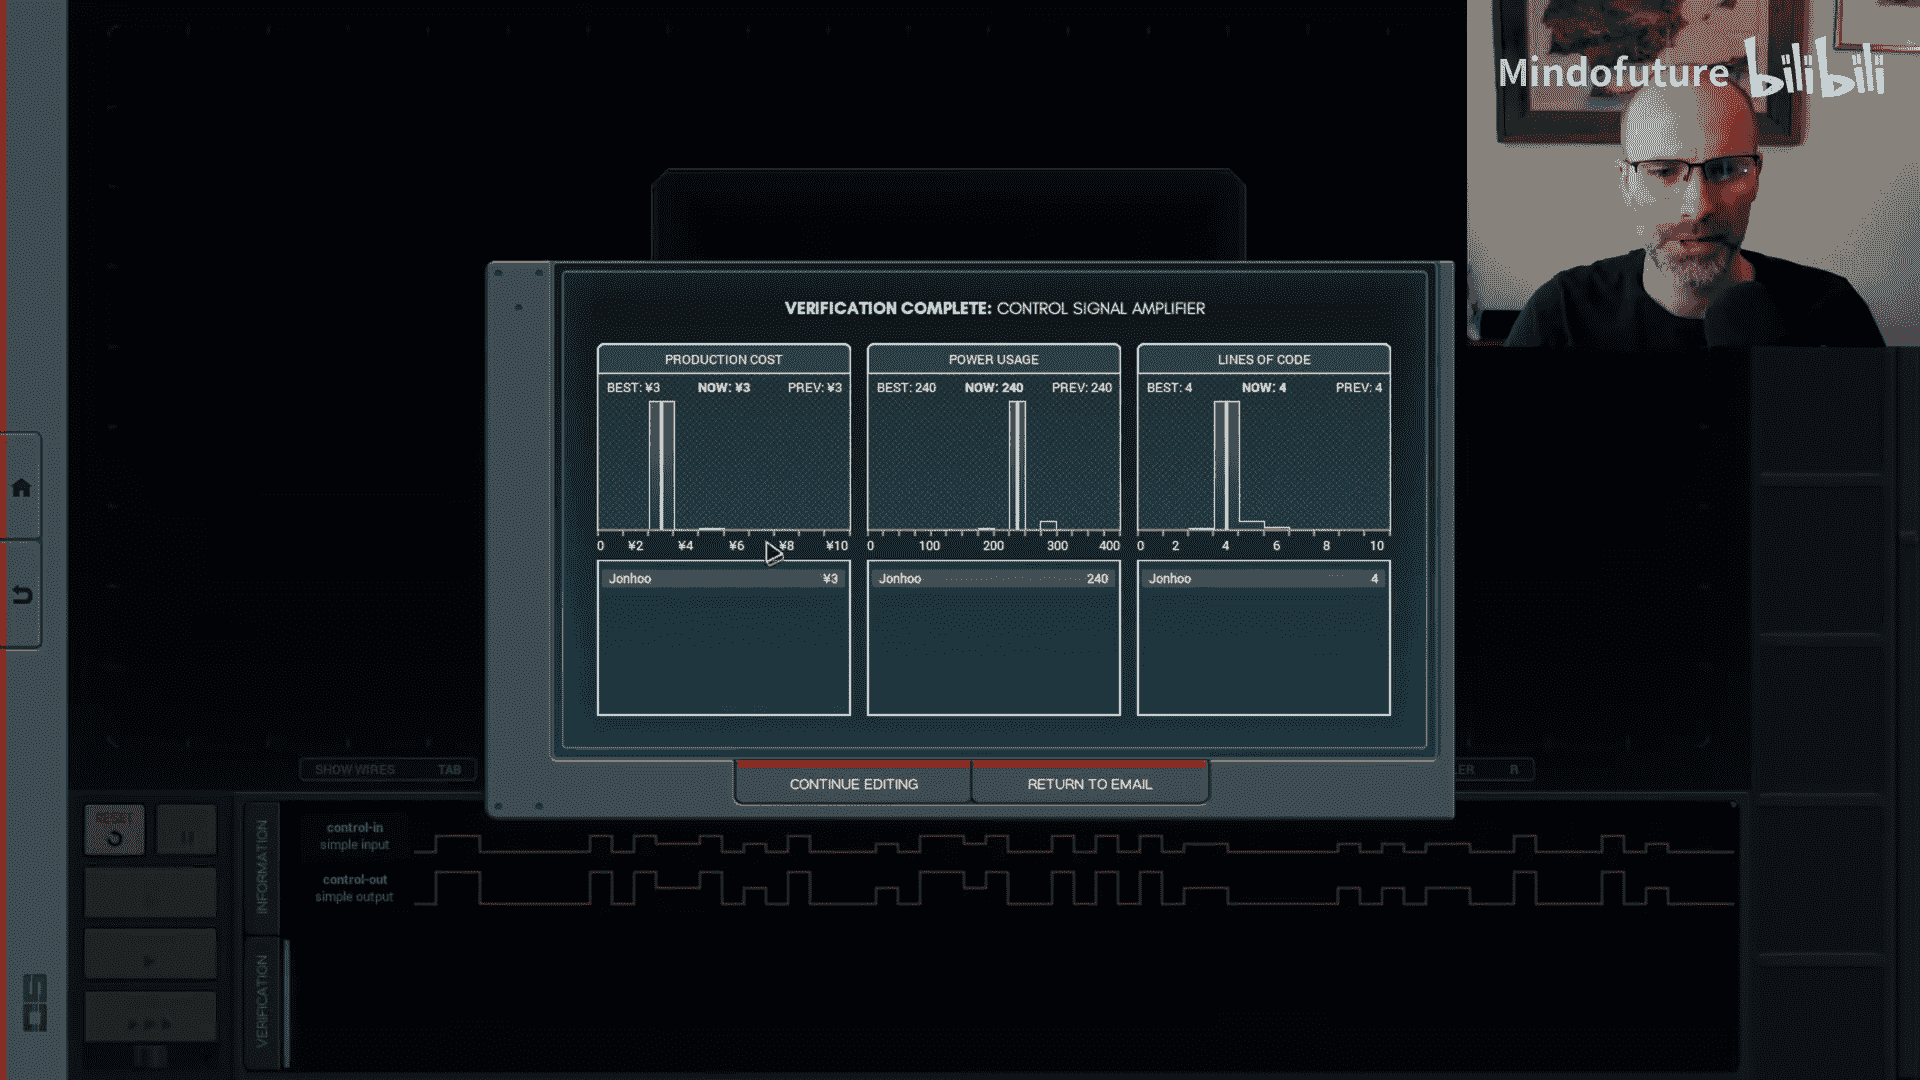 Mindofuture bilibili
VERIFICATION COMPLETE: CONTROL SIGNAL AMPLIFIER
PRODUCTION COST
BEST: ¥3 NOW: ¥3 PREV: ¥3
0 ¥2 ¥4 ¥6 ¥8 ¥10
Jonhoo ¥3
POWER USAGE
BEST: 240 NOW: 240 PREV: 240
0 100 200 300 400
Jonhoo 240
LINES OF CODE
BEST: 4 NOW: 4 PREV: 4
0 2 4 6 8 10
Jonhoo 4
SHOW WIRES TAB
R
CONTINUE EDITING
RETURN TO EMAIL
RESET
INFORMATION
VERIFICATION
control-in
simple input
control-out
simple output